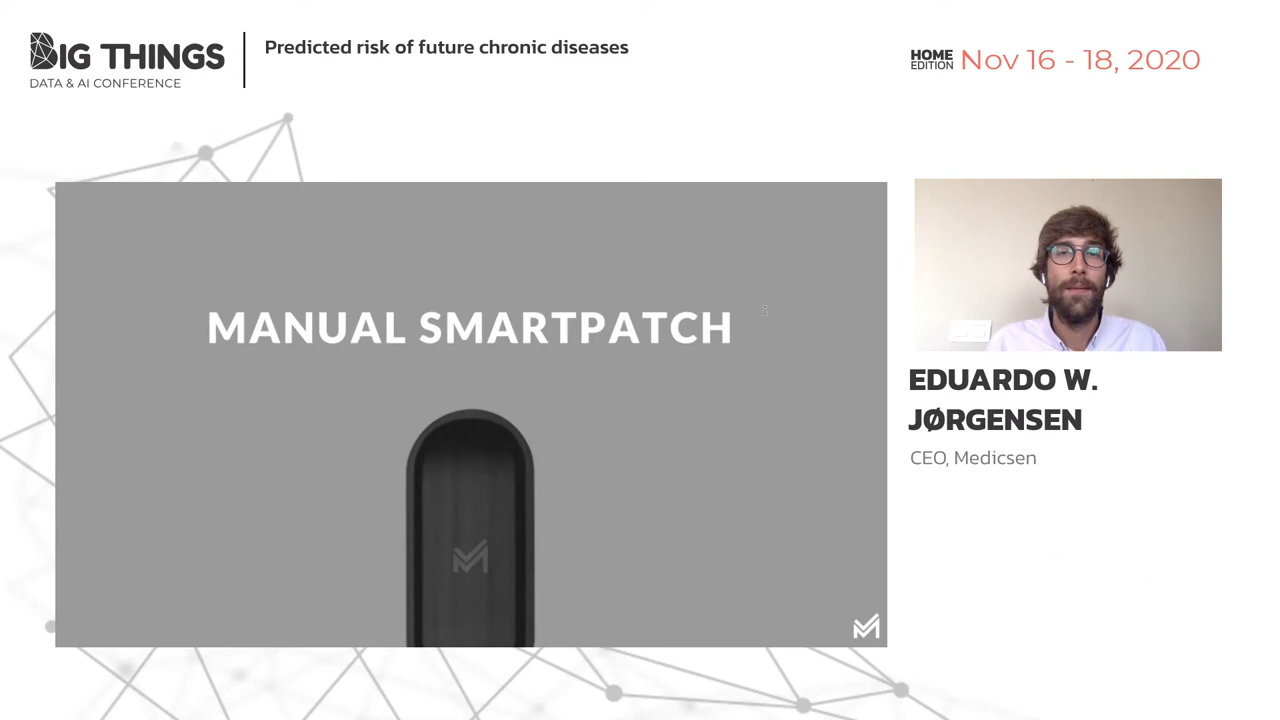 BIG THINGS
DATA & AI CONFERENCE
Predicted risk of future chronic diseases
HOME
EDITION
Nov 16 - 18, 2020
MANUAL SMARTPATCH
EDUARDO W.
JØRGENSEN
CEO, Medicsen